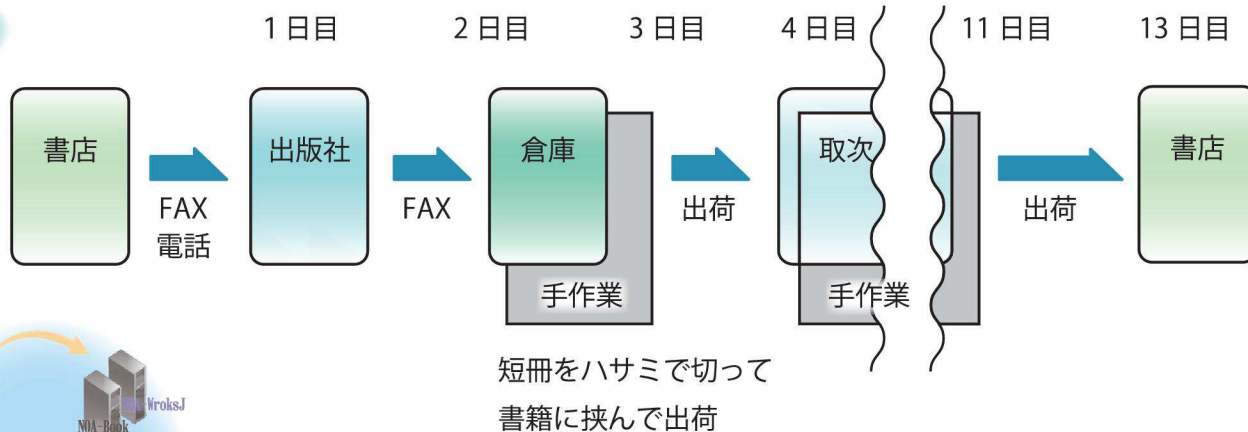 1日目
2日目
3日目
4日目
11日目
13日目
書店
FAX
電話
出版社
FAX
倉庫
手作業
短冊をハサミで切って
書籍に挟んで出荷
出荷
取次
手作業
出荷
書店
WroksJ
NOA-Book